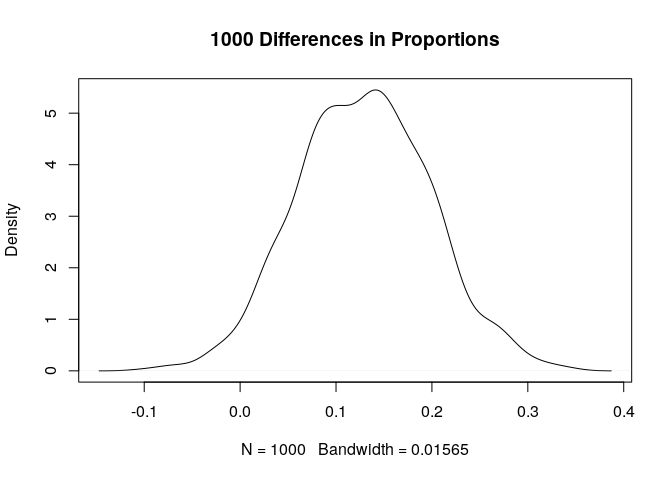 1000 Differences in Proportions
Density
5
4
3
2
1
0
-0.1 0.0 0.1 0.2 0.3 0.4
N = 1000 Bandwidth = 0.01565